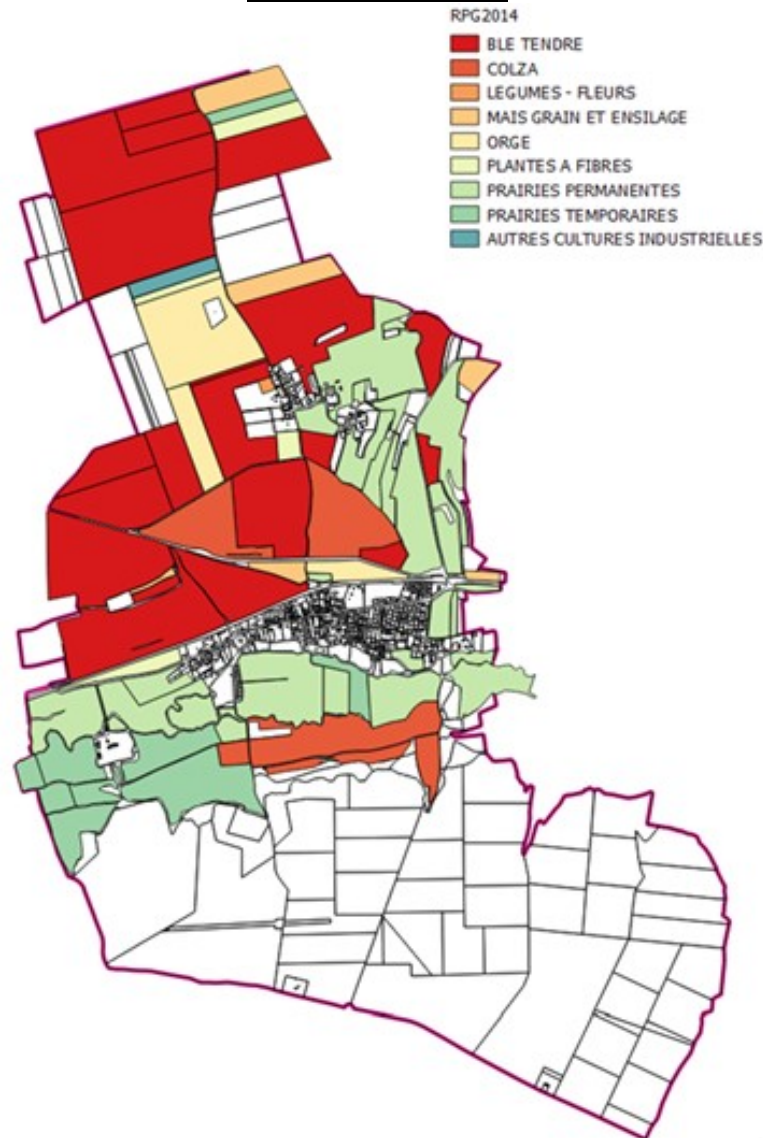 RPG2014
BLE TENDRE
COLZA
LEGUMES - FLEURS
MAIS GRAIN ET ENSILAGE
ORGE
PLANTES A FIBRES
PRAIRIES PERMANENTES
PRAIRIES TEMPORAIRES
AUTRES CULTURES INDUSTRIELLES